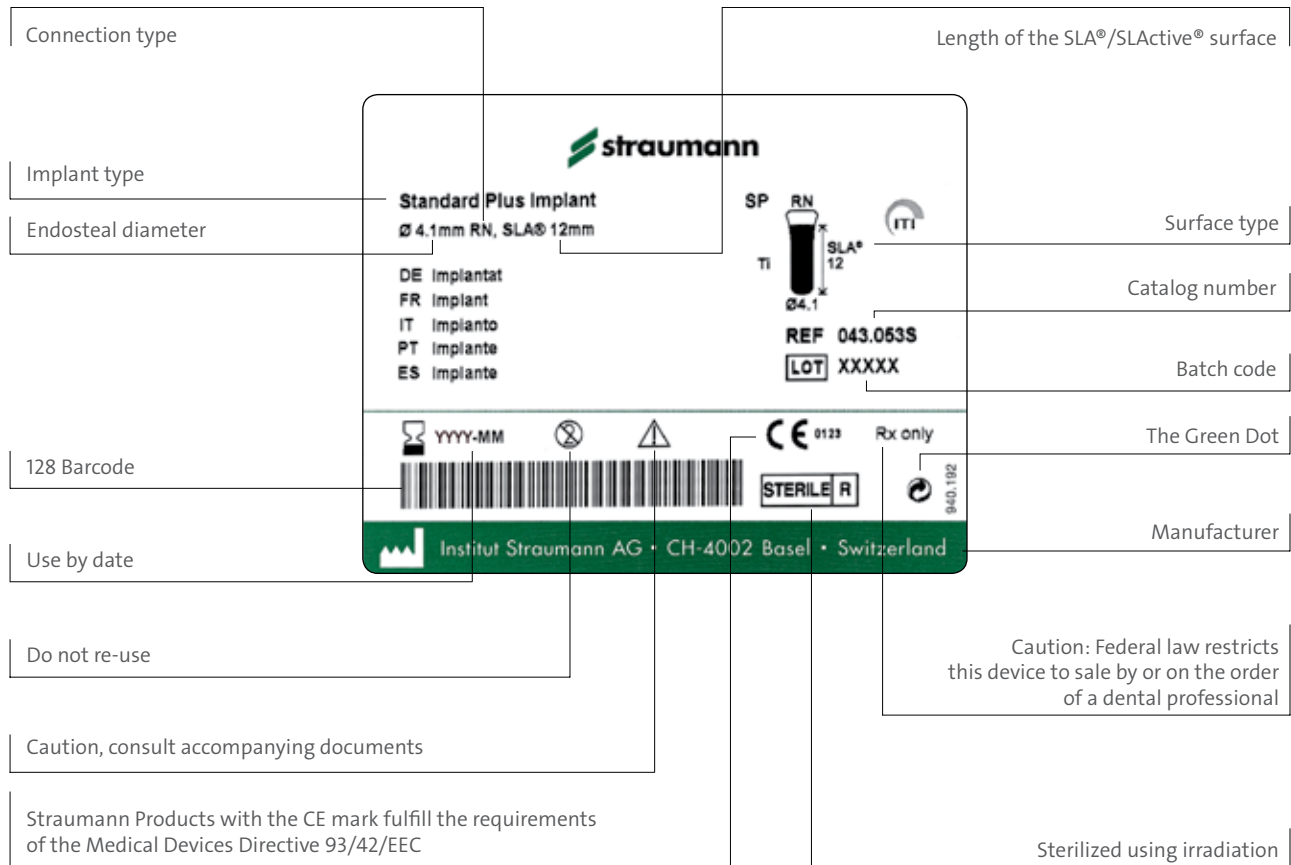 Connection type
Length of the SLA®/SLActive® surface
straumann
Implant type
Standard Plus Implant
SP RN
ITI
Endosteal diameter
Ø 4.1mm RN, SLA® 12mm
Surface type
SLA®
Ti
12
DE Implantat
FR Implant
IT Implanto
PT Implante
ES Implante
Ø4.1
Catalog number
REF 043.053S
LOT XXXXX
Batch code
YYYY-MM
CE 0123 Rx only
The Green Dot
128 Barcode
STERILE R
940.192
Institut Straumann AG • CH-4002 Basel • Switzerland
Manufacturer
Use by date
Do not re-use
Caution: Federal law restricts
this device to sale by or on the order
of a dental professional
Caution, consult accompanying documents
Straumann Products with the CE mark fulfill the requirements
of the Medical Devices Directive 93/42/EEC
Sterilized using irradiation